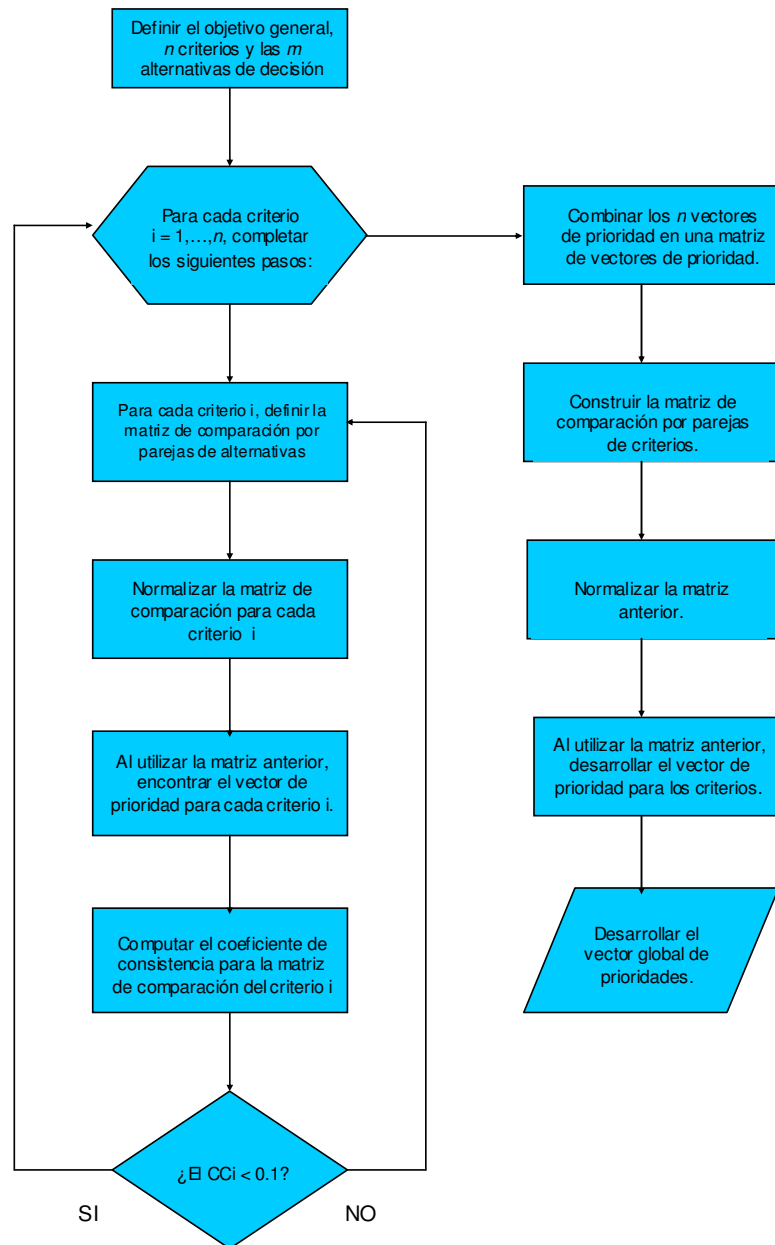 Definir el objetivo general,
n criterios y las m
alternativas de decisión
Para cada criterio
i = 1,…,n, completar
los siguientes pasos:
Para cada criterio i, definir la
matriz de comparación por
parejas de alternativas
Normalizar la matriz de
comparación para cada
criterio i
Al utilizar la matriz anterior,
encontrar el vector de
prioridad para cada criterio i.
Computar el coeficiente de
consistencia para la matriz
de comparación del criterio i
¿El CCi < 0.1?
SI
NO
Combinar los n vectores
de prioridad en una matriz
de vectores de prioridad.
Construir la matriz de
comparación por parejas
de criterios.
Normalizar la matriz
anterior.
Al utilizar la matriz anterior,
desarrollar el vector de
prioridad para los criterios.
Desarrollar el
vector global de
prioridades.